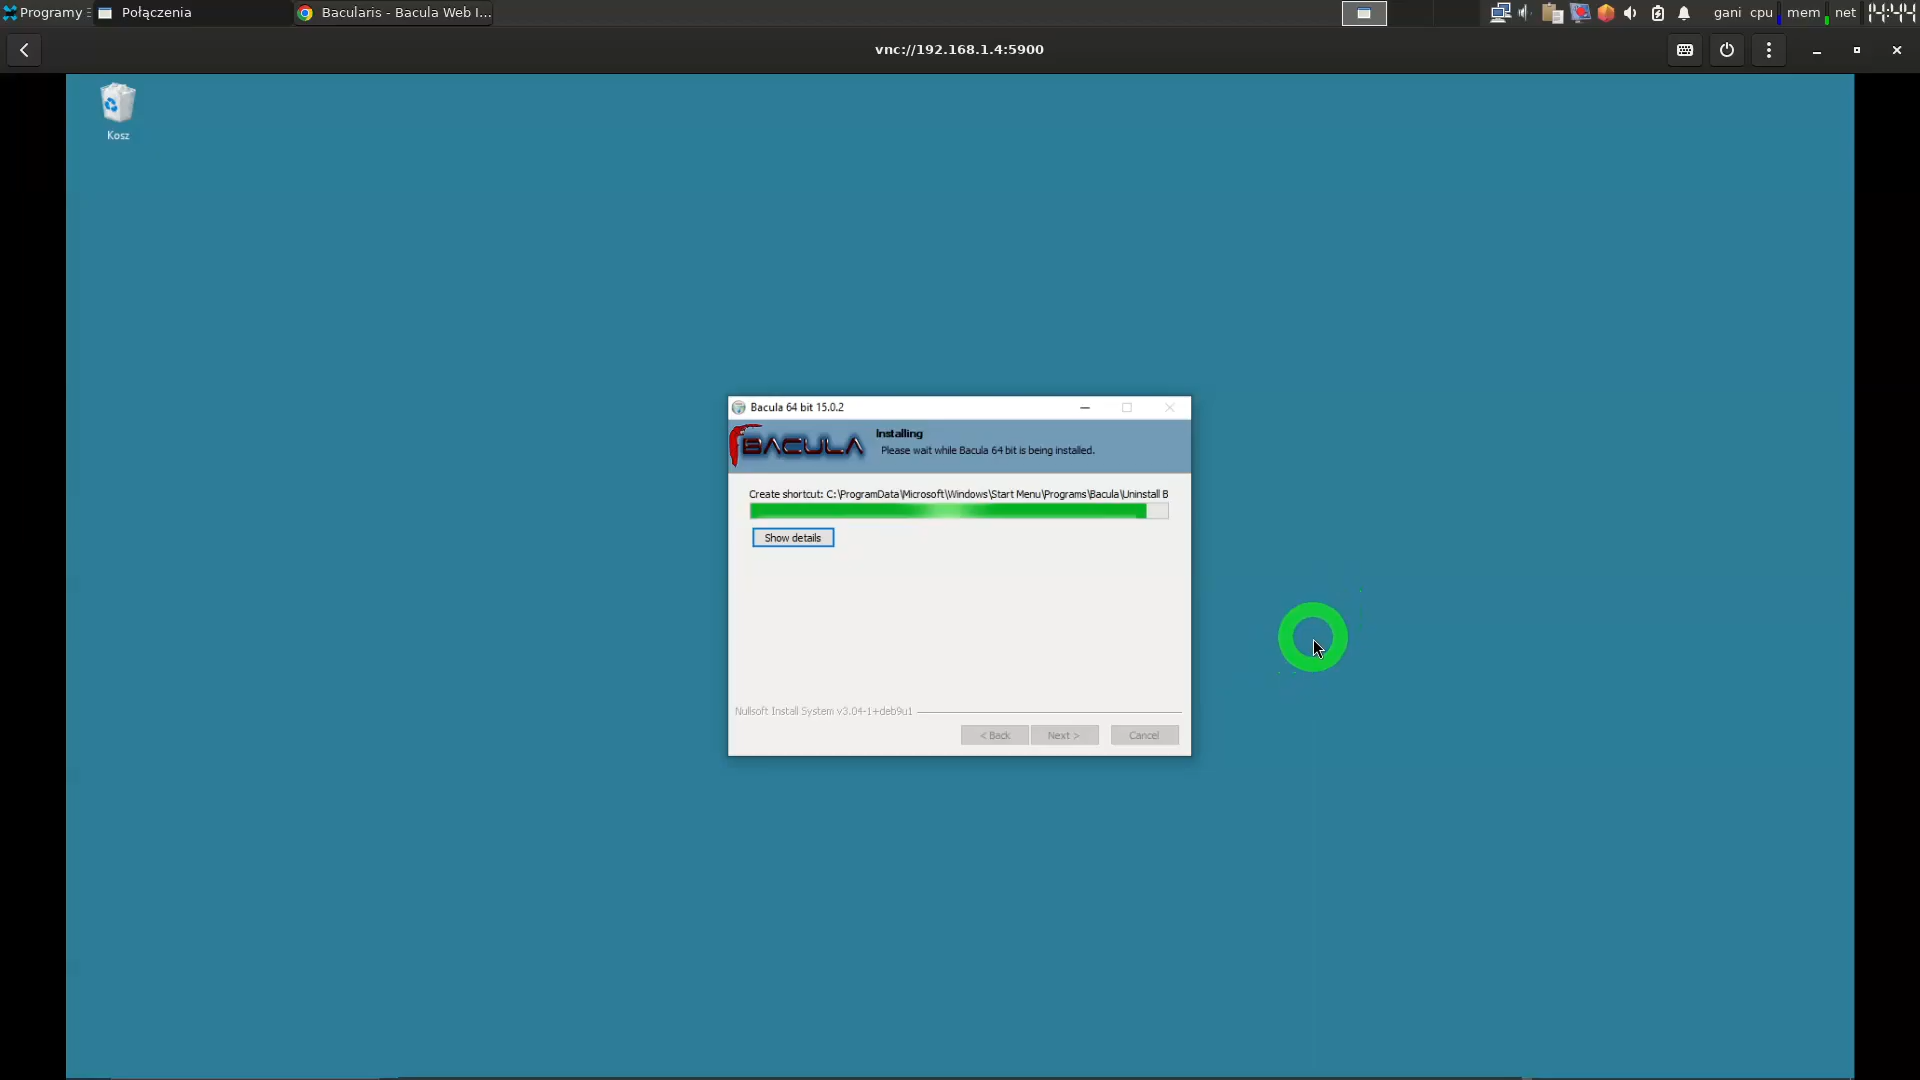 Programy
Połączenia
Bacularis - Bacula Web I...
gani cpu mem net 14:44
vnc://192.168.1.4:5900
Kosz
Bacula 64 bit 15.0.2
BACULA
Installing
Please wait while Bacula 64 bit is being installed.
Create shortcut: C:\ProgramData\Microsoft\Windows\Start Menu\Programs\Bacula\Uninstall B
Show details
Nullsoft Install System v3.04-1+deb9u1
< Back
Next >
Cancel